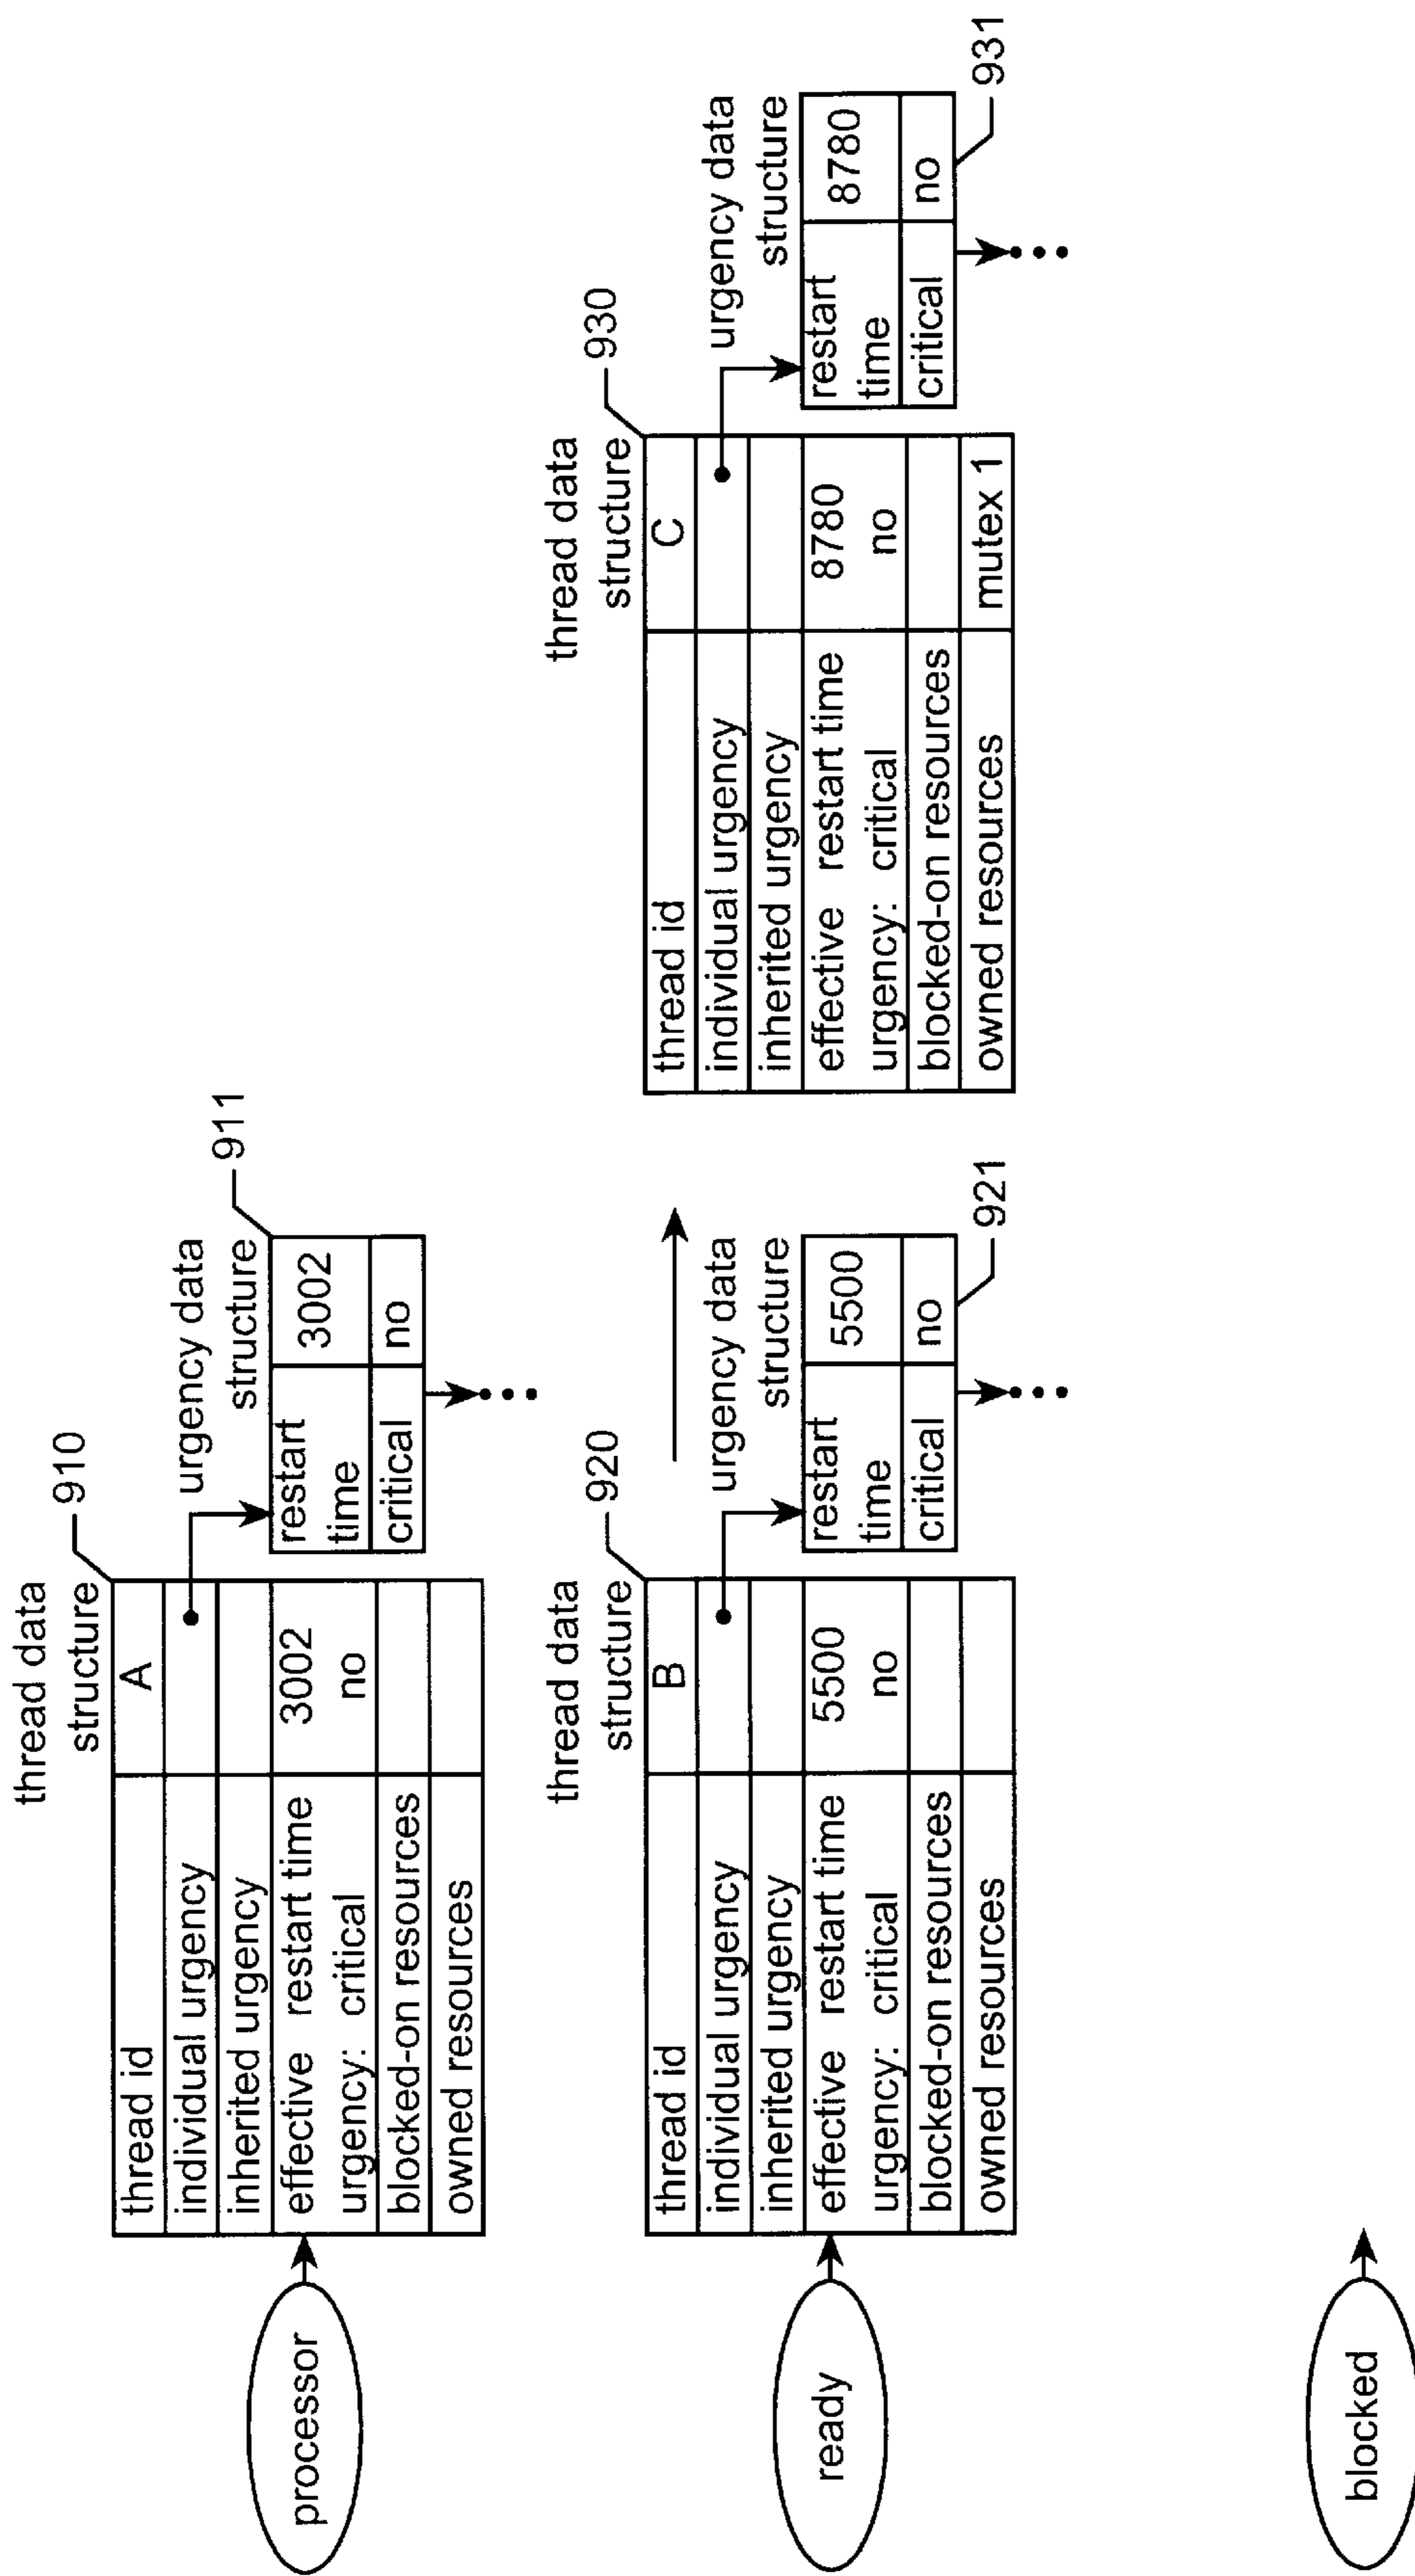 thread data
structure
910
thread id A
individual urgency
inherited urgency
effective restart time 3002
urgency: critical no
blocked-on resources
owned resources
urgency data
structure
911
restart
time 3002
critical no
processor
thread data
structure
920
thread id B
individual urgency
inherited urgency
effective restart time 5500
urgency: critical no
blocked-on resources
owned resources
urgency data
structure
restart
time 5500
critical no
921
ready
thread data
structure
930
thread id C
individual urgency
inherited urgency
effective restart time 8780
urgency: critical no
blocked-on resources
owned resources mutex 1
urgency data
structure
restart
time 8780
critical no
931
blocked